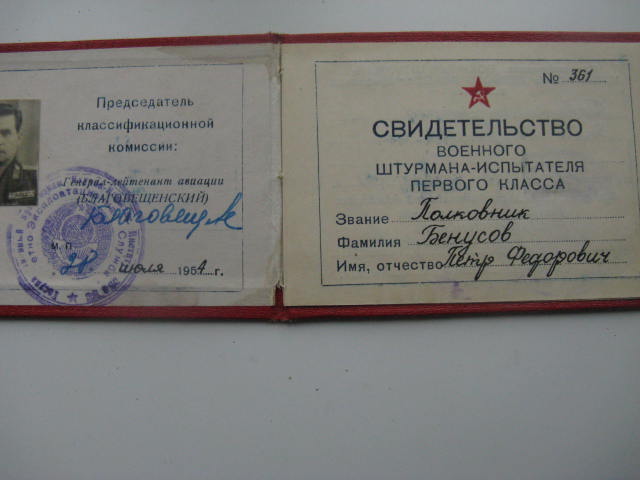 Председатель
классификационной
комиссии:
Генерал-лейтенант авиации
(БЛАГОВЕЩЕНСКИЙ)
М. П.
28 июля 1954 г.
№ 361
СВИДЕТЕЛЬСТВО
ВОЕННОГО
ШТУРМАНА-ИСПЫТАТЕЛЯ
ПЕРВОГО КЛАССА
Звание Полковник
Фамилия Бенусов
Имя, отчество Петр Федорович